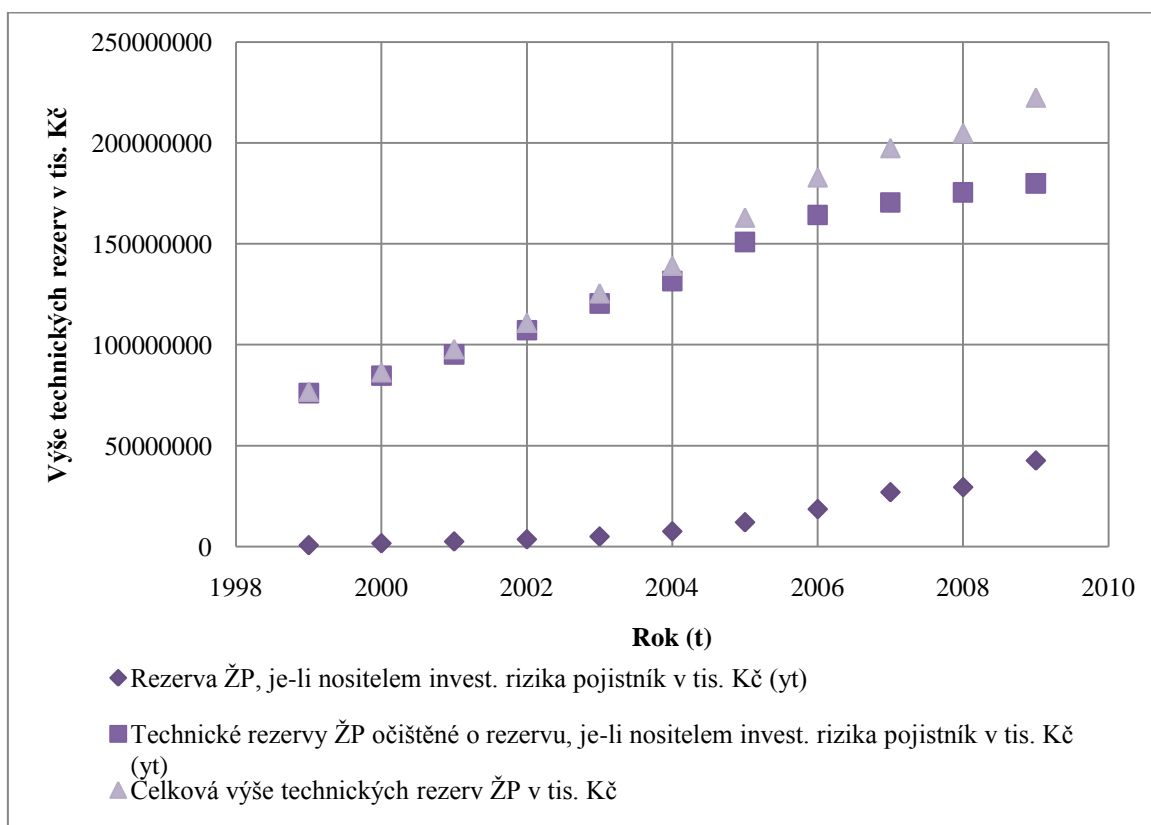 250000000
200000000
150000000
100000000
50000000
0
Výše technických rezerv v tis. Kč
1998 2000 2002 2004 2006 2008 2010
Rok (t)
Rezerva ŽP, je-li nositelem invest. rizika pojistník v tis. Kč (yt)
Technické rezervy ŽP očištěné o rezervu, je-li nositelem invest. rizika pojistník v tis. Kč
(yt)
Celková výše technických rezerv ŽP v tis. Kč